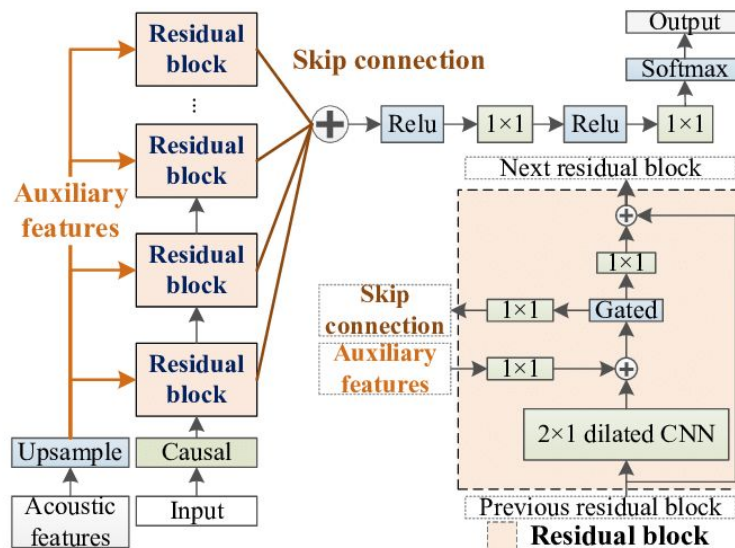 Residual
block
...
Residual
block
Residual
block
Residual
block
Auxiliary
features
Upsample
Acoustic
features
Causal
Input
Skip connection
+
Relu
1×1
Relu
1×1
Softmax
Output
Next residual block
+
1×1
Skip
connection
1×1
Gated
Auxiliary
features
1×1
+
2×1 dilated CNN
Previous residual block
Residual block